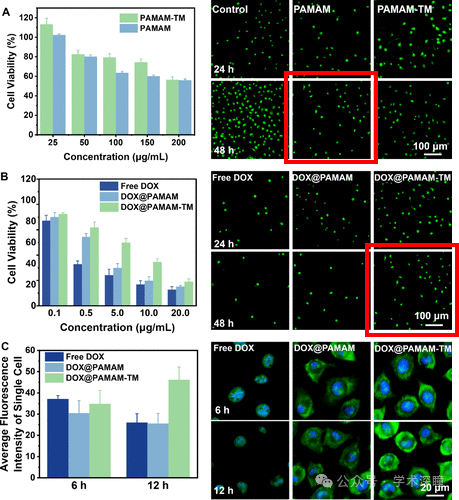 A
PAMAM-TM
PAMAM
Cell Viability (%)
120
100
80
60
40
20
0
25 50 100 150 200
Concentration (μg/mL)
Control PAMAM PAMAM-TM
24 h
48 h
100 μm
B
Free DOX
DOX@PAMAM
DOX@PAMAM-TM
Cell Viability (%)
120
100
80
60
40
20
0
0.1 0.5 5.0 10.0 20.0
Concentration (μg/mL)
Free DOX DOX@PAMAM DOX@PAMAM-TM
24 h
48 h
100 μm
C
Free DOX
DOX@PAMAM
DOX@PAMAM-TM
Average Fluorescence
Intensity of Single Cell
60
50
40
30
20
10
0
6 h 12 h
Free DOX DOX@PAMAM DOX@PAMAM-TM
6 h
12 h
20 μm
公众号 · 学术深瞳